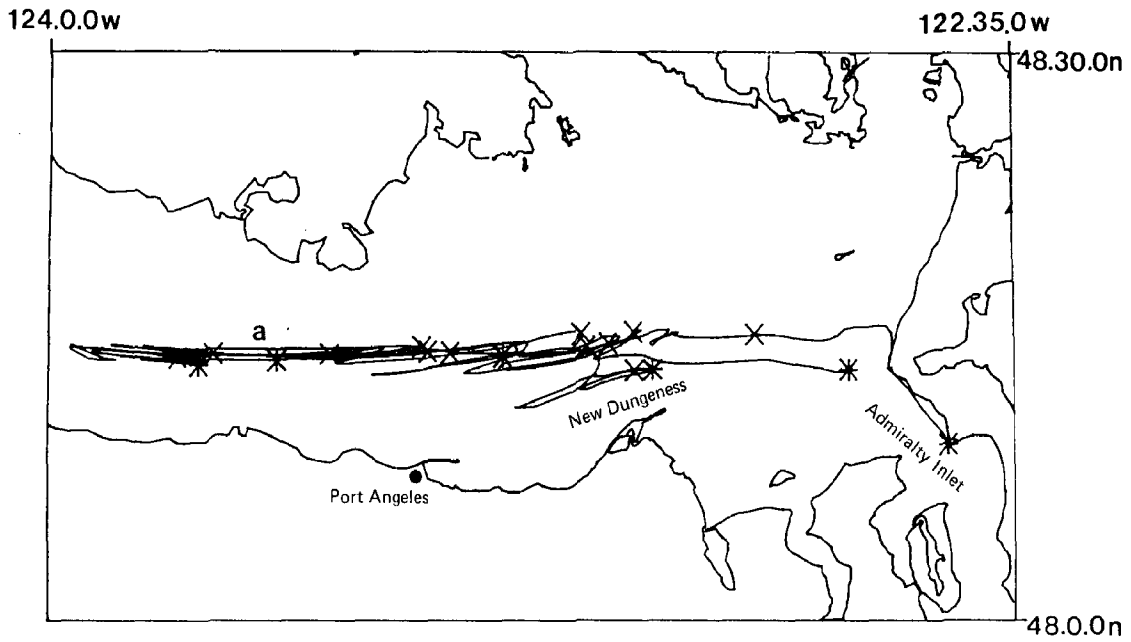 124.0.0w
122.35.0w
48.30.0n
a
New Dungeness
Admiralty Inlet
Port Angeles
48.0.0n